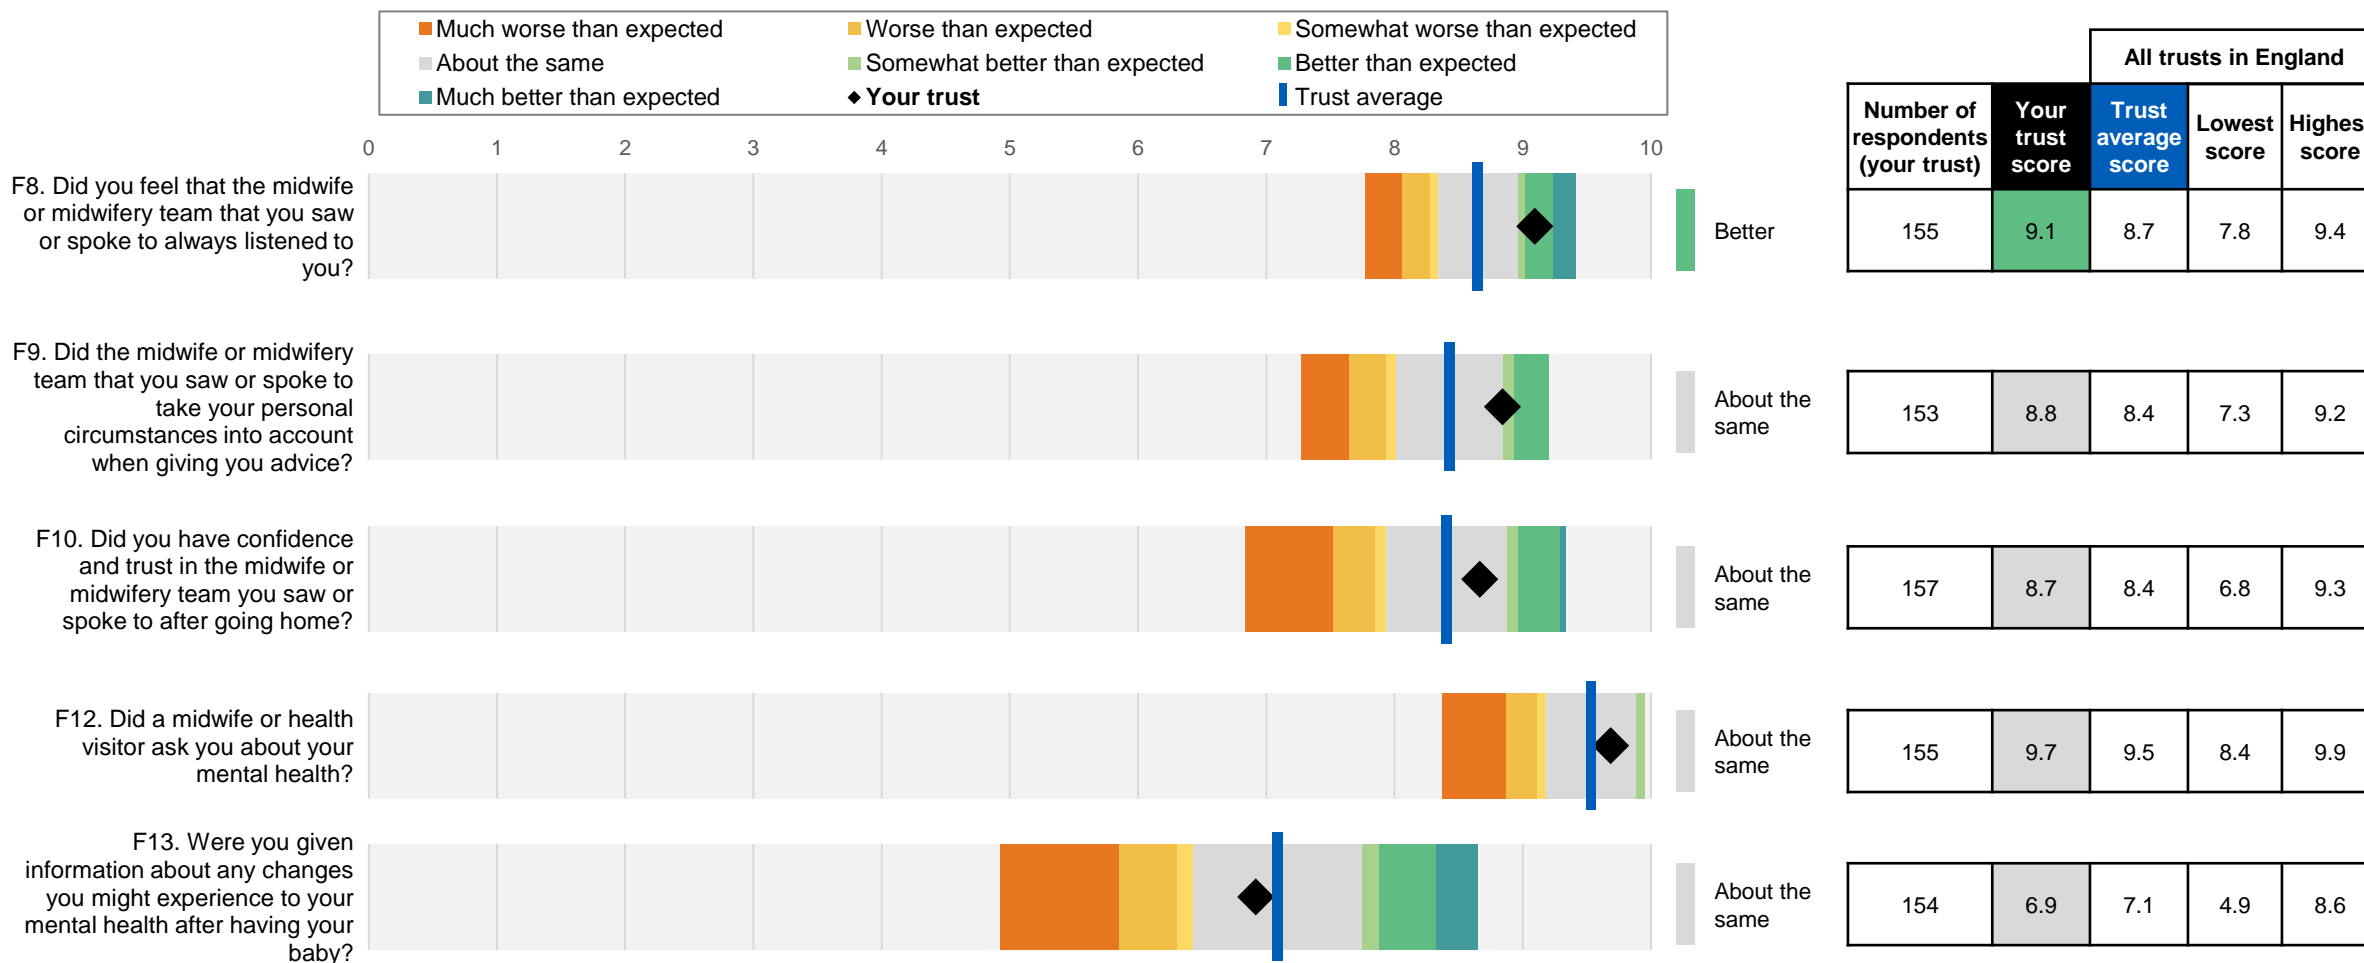 Much worse than expected
Worse than expected
Somewhat worse than expected
About the same
Somewhat better than expected
Better than expected
Much better than expected
Your trust
Trust average
All trusts in England
Number of
respondents
(your trust)
Your
trust
score
Trust
average
score
Lowest
score
Highes
score
0 1 2 3 4 5 6 7 8 9 10
F8. Did you feel that the midwife
or midwifery team that you saw
or spoke to always listened to
you?
Better
155 9.1 8.7 7.8 9.4
F9. Did the midwife or midwifery
team that you saw or spoke to
take your personal
circumstances into account
when giving you advice?
About the
same
153 8.8 8.4 7.3 9.2
F10. Did you have confidence
and trust in the midwife or
midwifery team you saw or
spoke to after going home?
About the
same
157 8.7 8.4 6.8 9.3
F12. Did a midwife or health
visitor ask you about your
mental health?
About the
same
155 9.7 9.5 8.4 9.9
F13. Were you given
information about any changes
you might experience to your
mental health after having your
baby?
About the
same
154 6.9 7.1 4.9 8.6